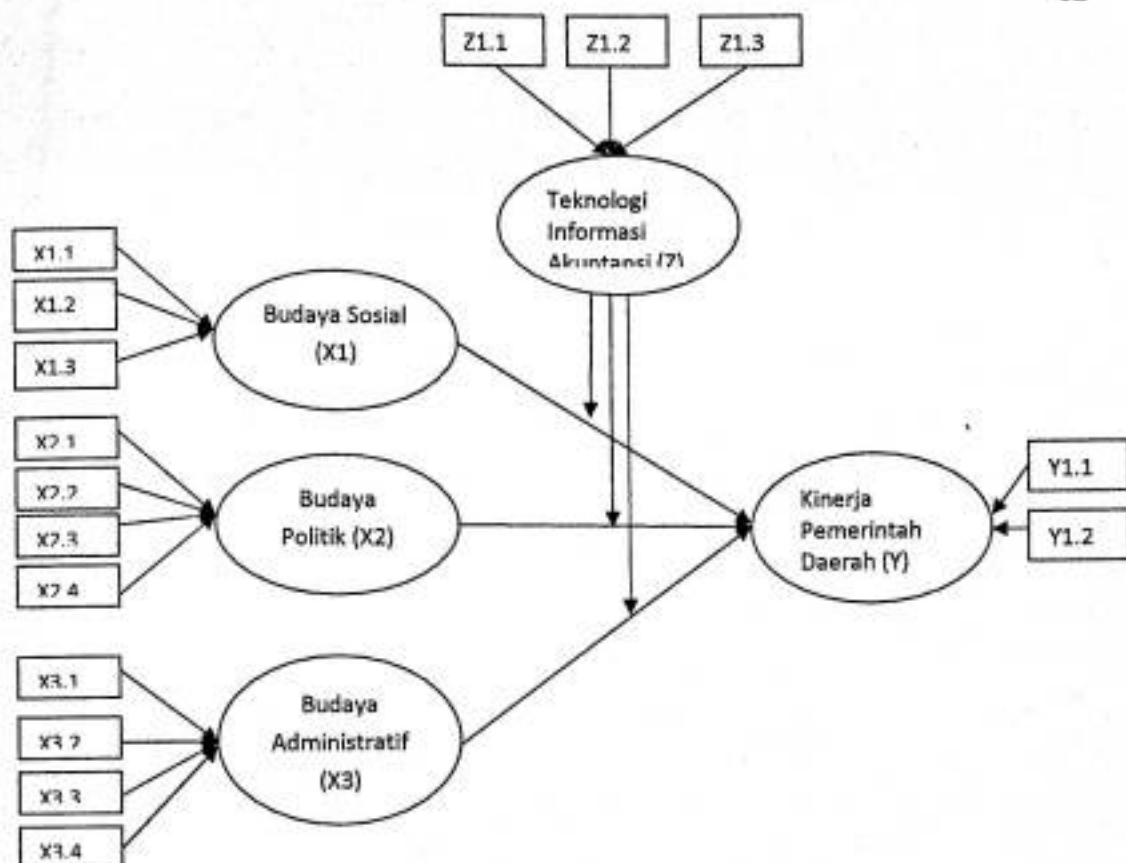 Z1.1
Z1.2
Z1.3
Teknologi
Informasi
Akuntansi (Z)
X1.1
X1.2
X1.3
Budaya Sosial
(X1)
X2.1
X2.2
X2.3
X2.4
Budaya
Politik (X2)
Kinerja
Pemerintah
Daerah (Y)
Y1.1
Y1.2
X3.1
X3.2
X3.3
X3.4
Budaya
Administratif
(X3)